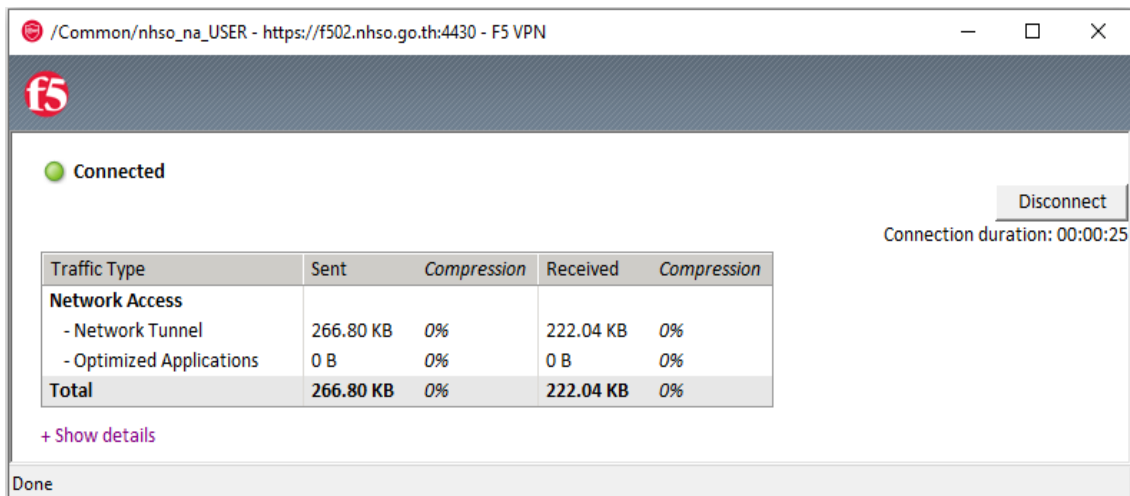 /Common/nhso_na_USER - https://f502.nhso.go.th:4430 - F5 VPN
f5
Connected
Disconnect
Connection duration: 00:00:25
Traffic Type Sent Compression Received Compression
Network Access
- Network Tunnel 266.80 KB 0% 222.04 KB 0%
- Optimized Applications 0 B 0% 0 B 0%
Total 266.80 KB 0% 222.04 KB 0%
+ Show details
Done